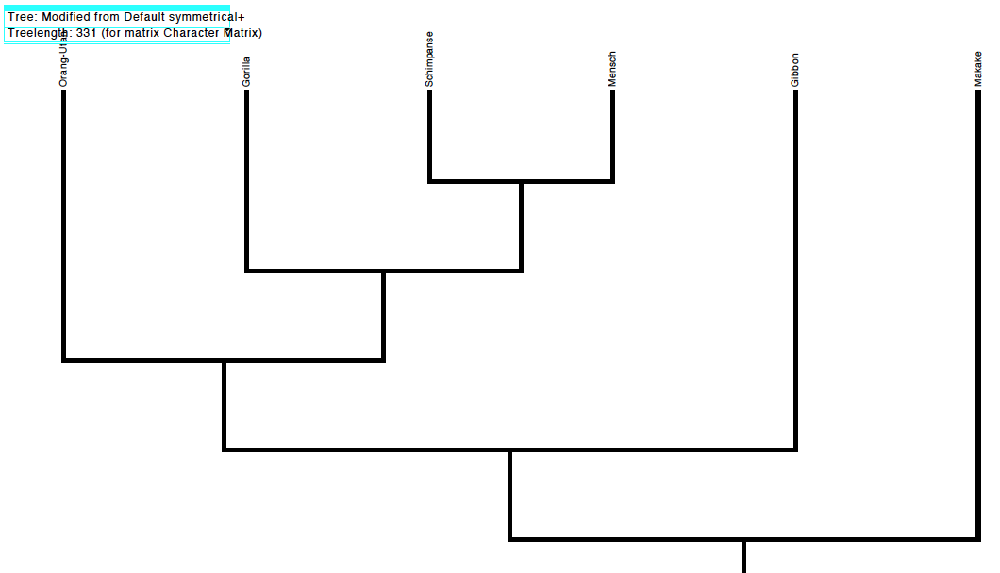 Tree: Modified from Default symmetrical+
Treelength: 331 (for matrix Character Matrix)
Orang-Utan
Gorilla
Schimpanse
Mensch
Gibbon
Makake